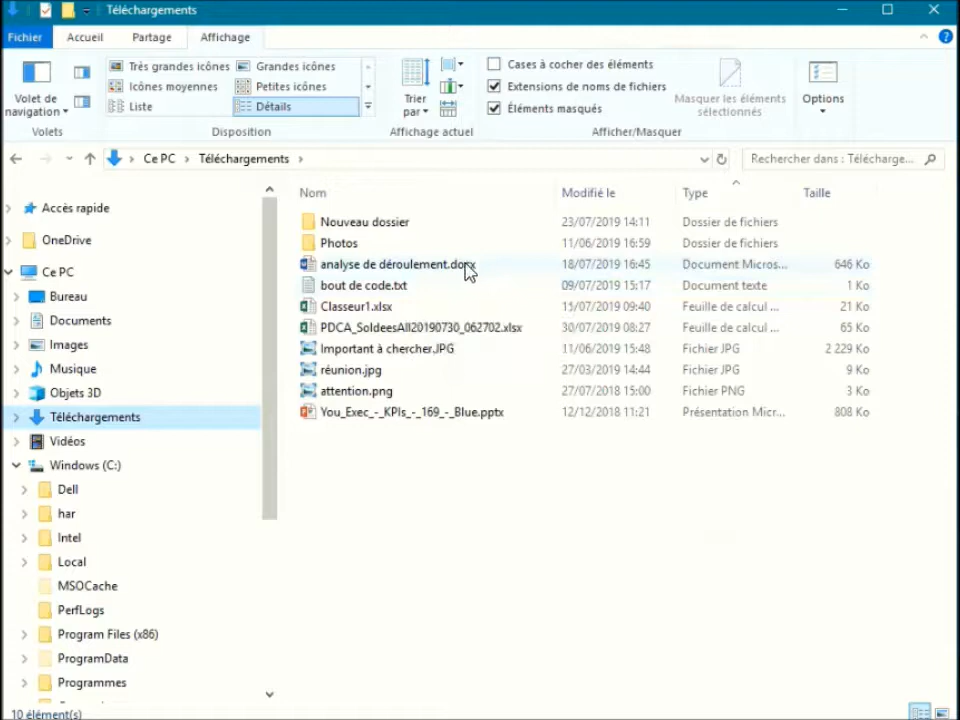 Téléchargements
Fichier Accueil Partage Affichage
Très grandes icônes Grandes icônes
Icônes moyennes Petites icônes
Liste Détails
Volet de navigation
Volets
Disposition
Trier par
Affichage actuel
Cases à cocher des éléments
Extensions de noms de fichiers
Éléments masqués
Masquer les éléments sélectionnés
Afficher/Masquer
Options
Ce PC > Téléchargements >
Rechercher dans : Télécharge...
Nom Modifié le Type Taille
Nouveau dossier 23/07/2019 14:11 Dossier de fichiers
Photos 11/06/2019 16:59 Dossier de fichiers
analyse de déroulement.docx 18/07/2019 16:45 Document Micros... 646 Ko
bout de code.txt 09/07/2019 15:17 Document texte 1 Ko
Classeur1.xlsx 15/07/2019 09:40 Feuille de calcul ... 21 Ko
PDCA_SoldeesAll20190730_062702.xlsx 30/07/2019 08:27 Feuille de calcul ... 65 Ko
Important à chercher.JPG 11/06/2019 15:48 Fichier JPG 2 229 Ko
réunion.jpg 27/03/2019 14:44 Fichier JPG 9 Ko
attention.png 27/07/2018 15:00 Fichier PNG 3 Ko
You_Exec_-_KPIs_-_169_-_Blue.pptx 12/12/2018 11:21 Présentation Micr... 808 Ko
Accès rapide
OneDrive
Ce PC
Bureau
Documents
Images
Musique
Objets 3D
Téléchargements
Vidéos
Windows (C:)
Dell
har
Intel
Local
MSOCache
PerfLogs
Program Files (x86)
ProgramData
Programmes
10 élément(s)